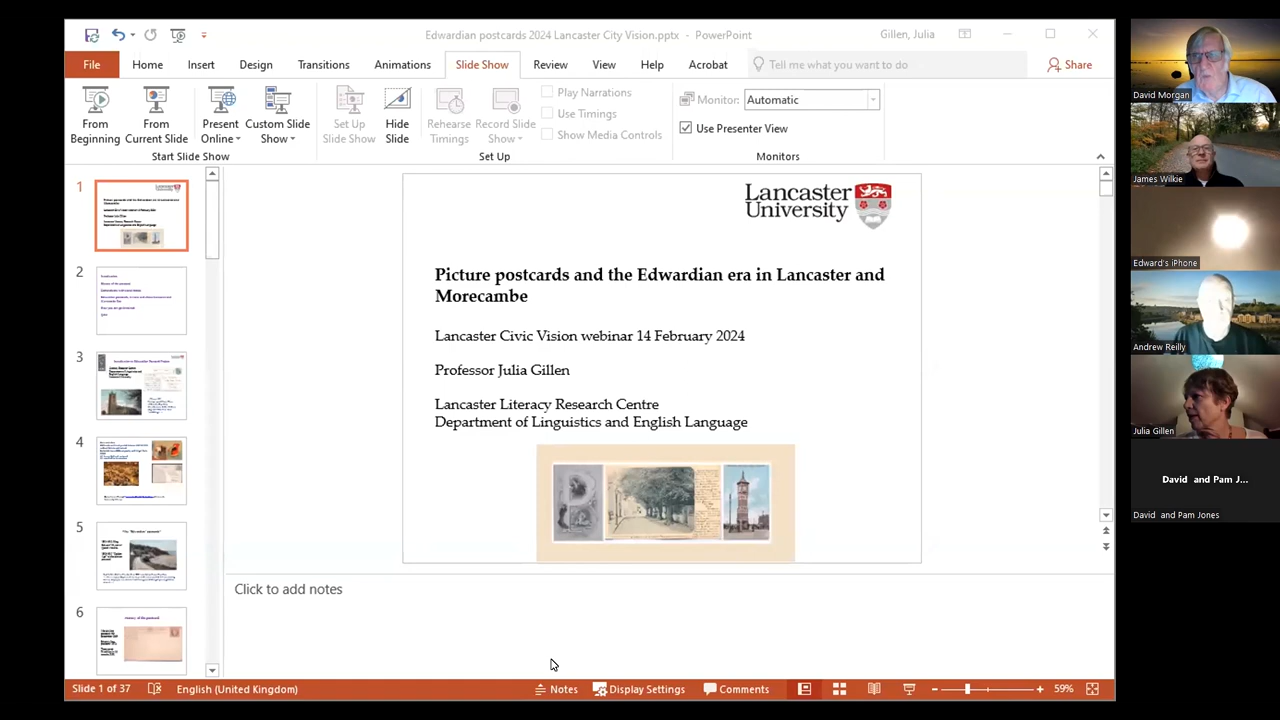 Edwardian postcards 2024 Lancaster City Vision.pptx - PowerPoint
Gillen, Julia
File Home Insert Design Transitions Animations Slide Show Review View Help Acrobat Tell me what you want to do Share
From Beginning
From Current Slide
Present Online
Custom Slide Show
Start Slide Show
Set Up Slide Show
Hide Slide
Rehearse Timings
Record Slide Show
Play Narrations
Use Timings
Show Media Controls
Set Up
Monitor: Automatic
Use Presenter View
Monitors
1
2
3
4
5
6
Lancaster University
Picture postcards and the Edwardian era in Lancaster and
Morecambe
Lancaster Civic Vision webinar 14 February 2024
Professor Julia Gillen
Lancaster Literacy Research Centre
Department of Linguistics and English Language
Click to add notes
Slide 1 of 37 English (United Kingdom) Notes Display Settings Comments 59%
David Morgan
James Wilkie
Edward's iPhone
Andrew Reilly
Julia Gillen
David and Pam J...
David and Pam Jones